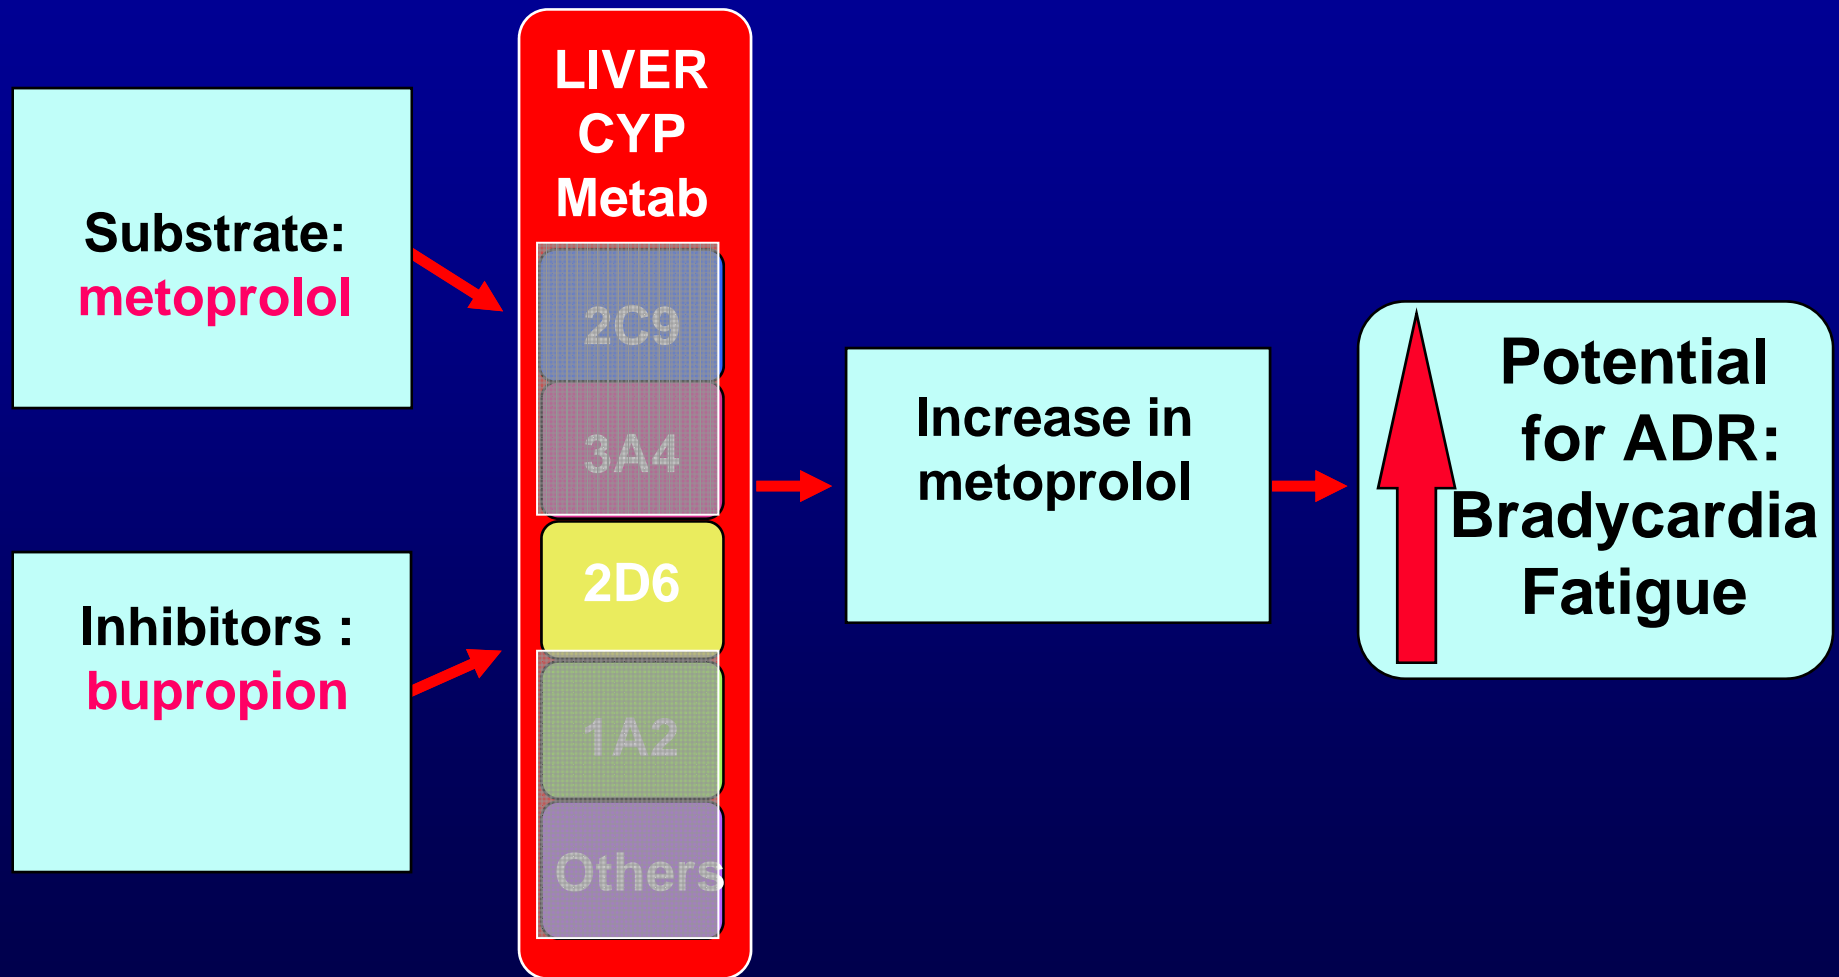 Substrate:
metoprolol
Inhibitors :
bupropion
LIVER
CYP
Metab
2C9
3A4
2D6
1A2
Others
Increase in
metoprolol
Potential
for ADR:
Bradycardia
Fatigue